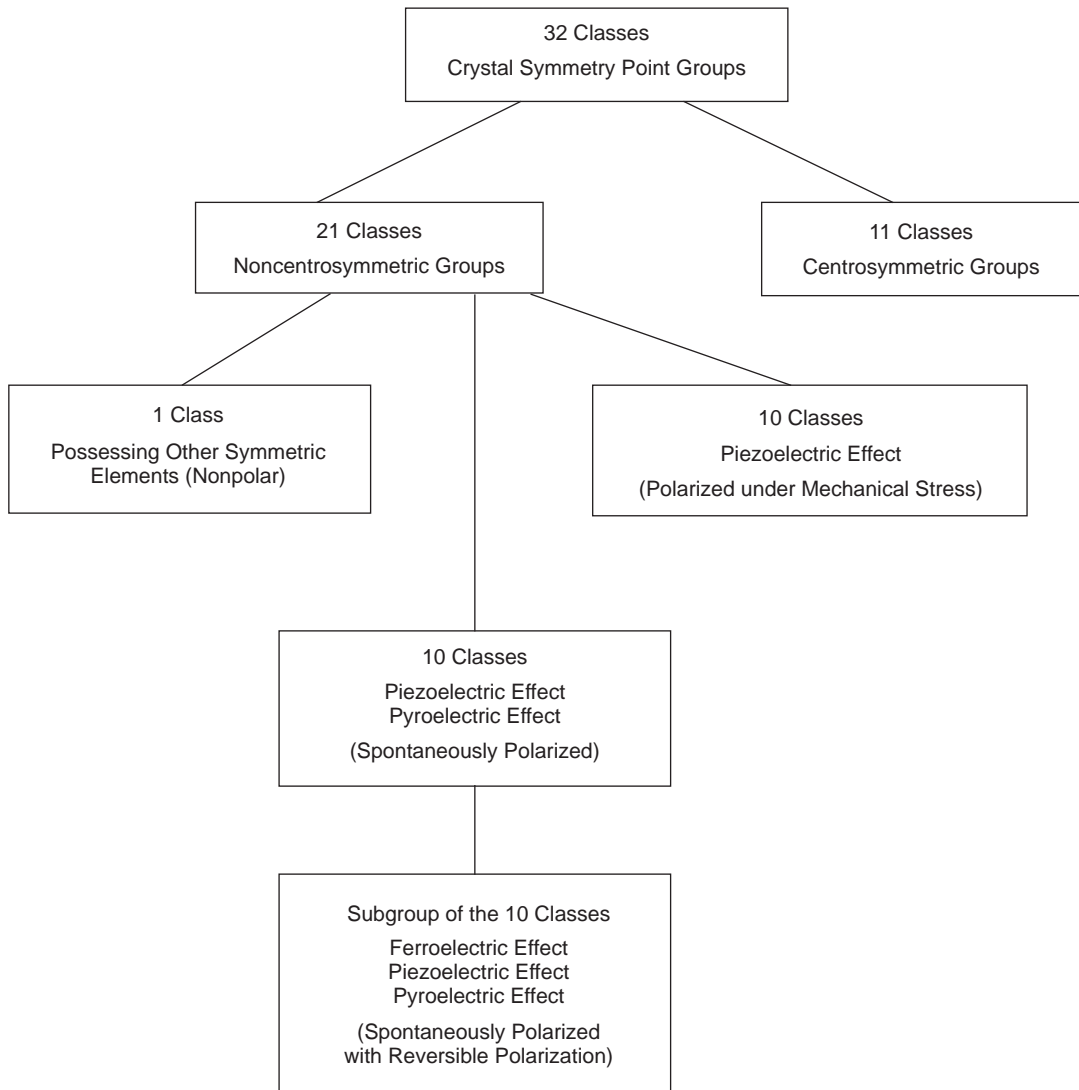 32 Classes
Crystal Symmetry Point Groups
21 Classes
Noncentrosymmetric Groups
11 Classes
Centrosymmetric Groups
1 Class
Possessing Other Symmetric
Elements (Nonpolar)
10 Classes
Piezoelectric Effect
(Polarized under Mechanical Stress)
10 Classes
Piezoelectric Effect
Pyroelectric Effect
(Spontaneously Polarized)
Subgroup of the 10 Classes
Ferroelectric Effect
Piezoelectric Effect
Pyroelectric Effect
(Spontaneously Polarized
with Reversible Polarization)